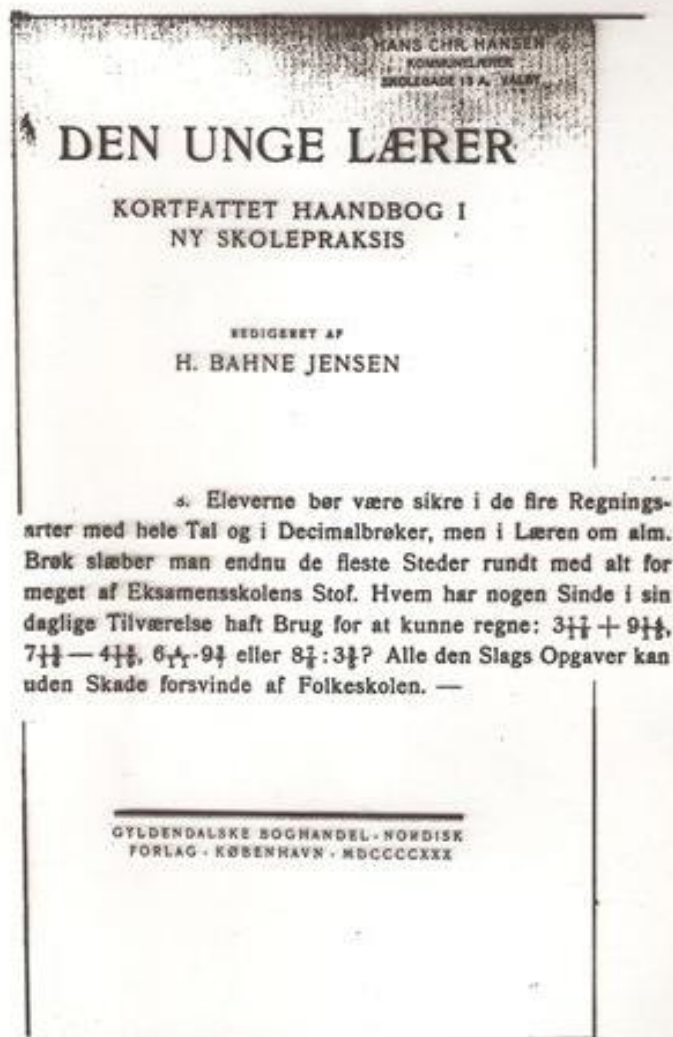 HANS CHR. HANSEN
KOMMUNELÆRER
SKOLEGADE 13 A, VALBY
DEN UNGE LÆRER
KORTFATTET HAANDBOG I
NY SKOLEPRAKSIS
REDIGERET AF
H. BAHNE JENSEN
Eleverne bør være sikre i de fire Regnings-
arter med hele Tal og i Decimalbrøker, men i Læren om alm.
Brøk slæber man endnu de fleste Steder rundt med alt for
meget af Eksamensskolens Stof. Hvem har nogen Sinde i sin
daglige Tilværelse haft Brug for at kunne regne:
eller Alle den Slags Opgaver kan
uden Skade forsvinde af Folkeskolen. —
GYLDENDALSKE BOGHANDEL - NORDISK
FORLAG - KØBENHAVN - MDCCCCXXX